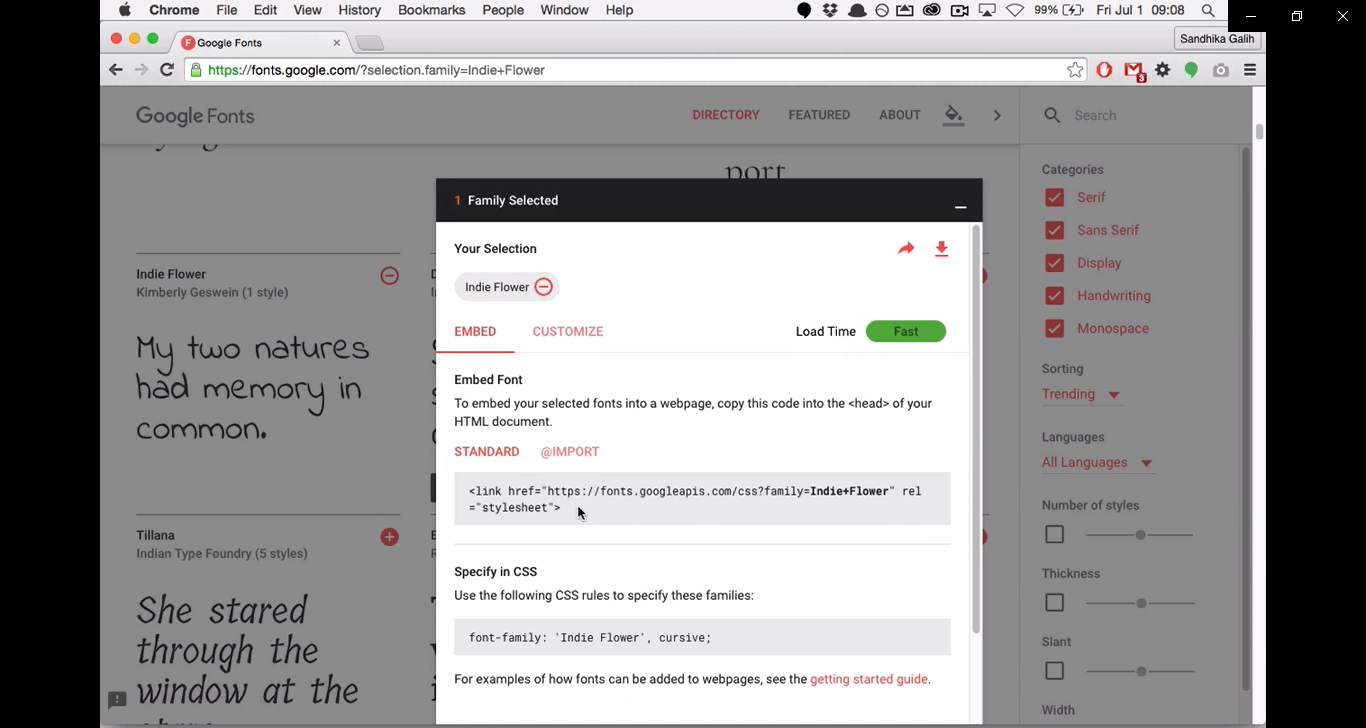 Chrome File Edit View History Bookmarks People Window Help 99% Fri Jul 1 09:08
Google Fonts
Sandhika Galih
https://fonts.google.com/?selection.family=Indie+Flower
3
Google Fonts DIRECTORY FEATURED ABOUT Search
port
1 Family Selected
Your Selection
Indie Flower
EMBED CUSTOMIZE Load Time Fast
Embed Font
To embed your selected fonts into a webpage, copy this code into the <head> of your
HTML document.
STANDARD @IMPORT
<link href="https://fonts.googleapis.com/css?family=Indie+Flower" rel
="stylesheet">
Specify in CSS
Use the following CSS rules to specify these families:
font-family: 'Indie Flower', cursive;
For examples of how fonts can be added to webpages, see the getting started guide.
Indie Flower
Kimberly Geswein (1 style)
My two natures
had memory in
common.
Tillana
Indian Type Foundry (5 styles)
She stared
through the
window at the
Categories
Serif
Sans Serif
Display
Handwriting
Monospace
Sorting
Trending
Languages
All Languages
Number of styles
Thickness
Slant
Width